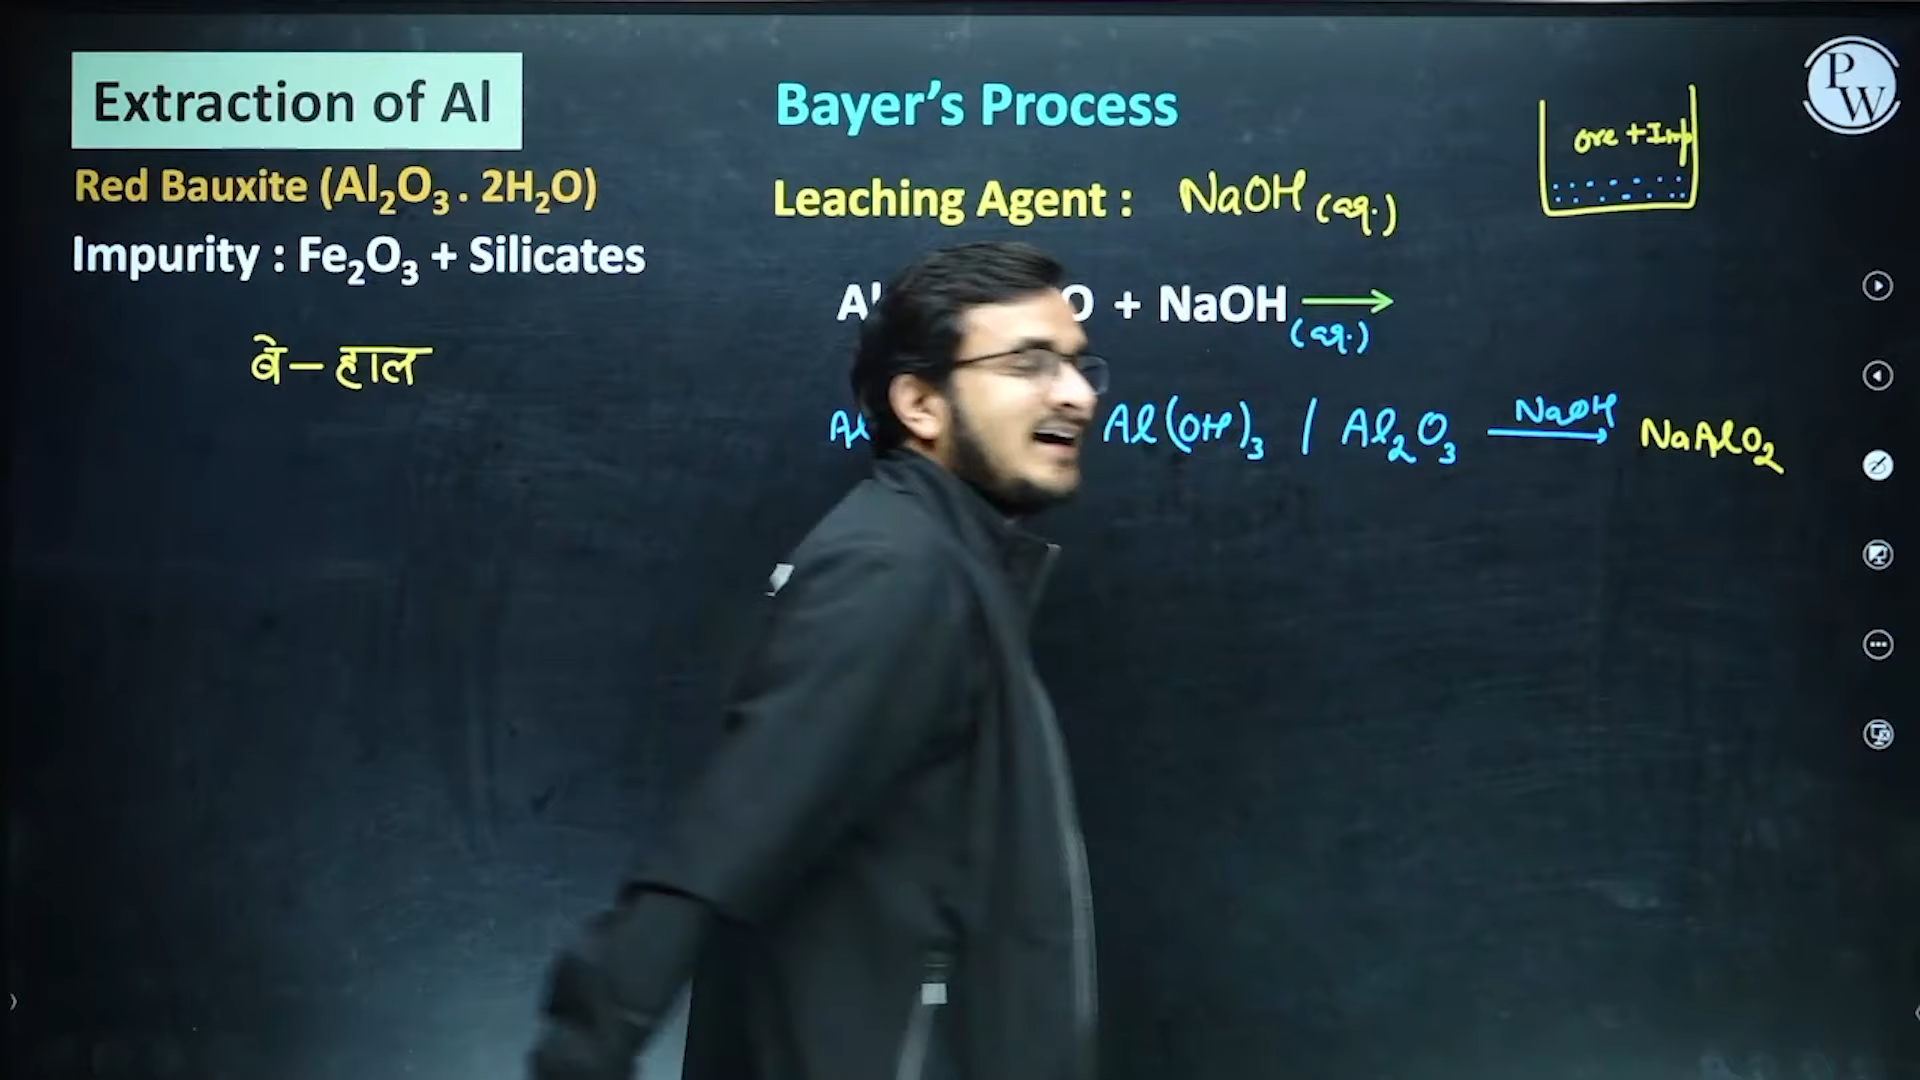 Extraction of Al
Red Bauxite (Al₂O₃ . 2H₂O)
Impurity : Fe₂O₃ + Silicates
बे – हाल
Bayer’s Process
Leaching Agent : NaOH (aq.)
O + NaOH (aq.) →
Al(OH)₃ / Al₂O₃ —NaOH→ NaAlO₂
ore + Imp
PW